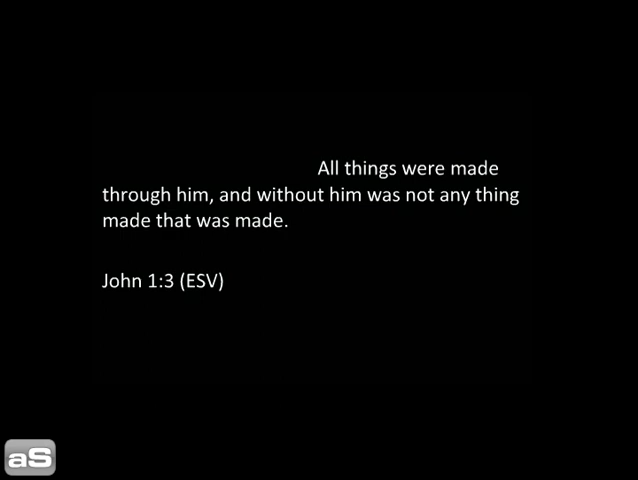 All things were made
through him, and without him was not any thing
made that was made.
John 1:3 (ESV)
aS